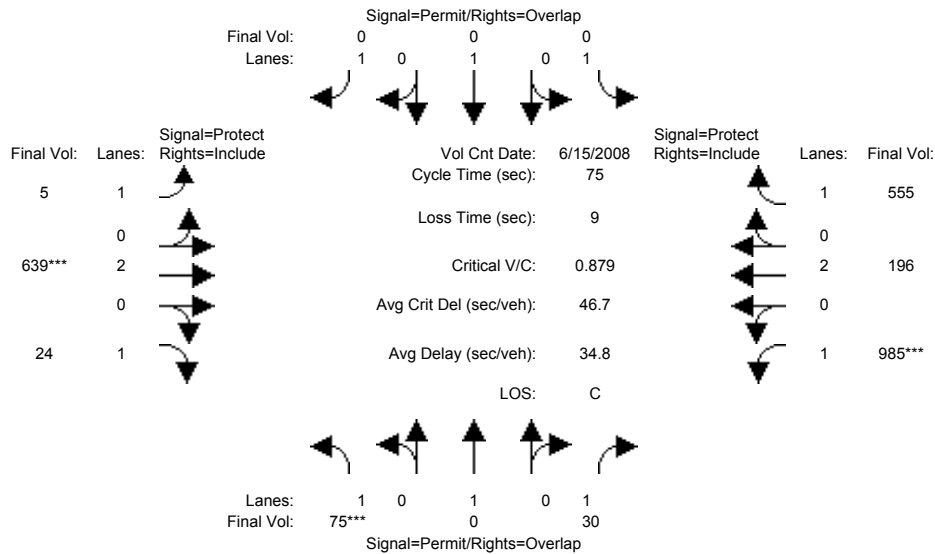 Signal=Permit/Rights=Overlap
Final Vol: 0 0 0
Lanes: 1 0 1 0 1
Signal=Protect Signal=Protect
Final Vol: Lanes: Rights=Include Vol Cnt Date: 6/15/2008 Rights=Include Lanes: Final Vol:
Cycle Time (sec): 75
5 1 1 555
Loss Time (sec): 9
0 0
639*** 2 Critical V/C: 0.879 2 196
0 Avg Crit Del (sec/veh): 46.7 0
24 1 Avg Delay (sec/veh): 34.8 1 985***
LOS: C
Lanes: 1 0 1 0 1
Final Vol: 75*** 0 30
Signal=Permit/Rights=Overlap